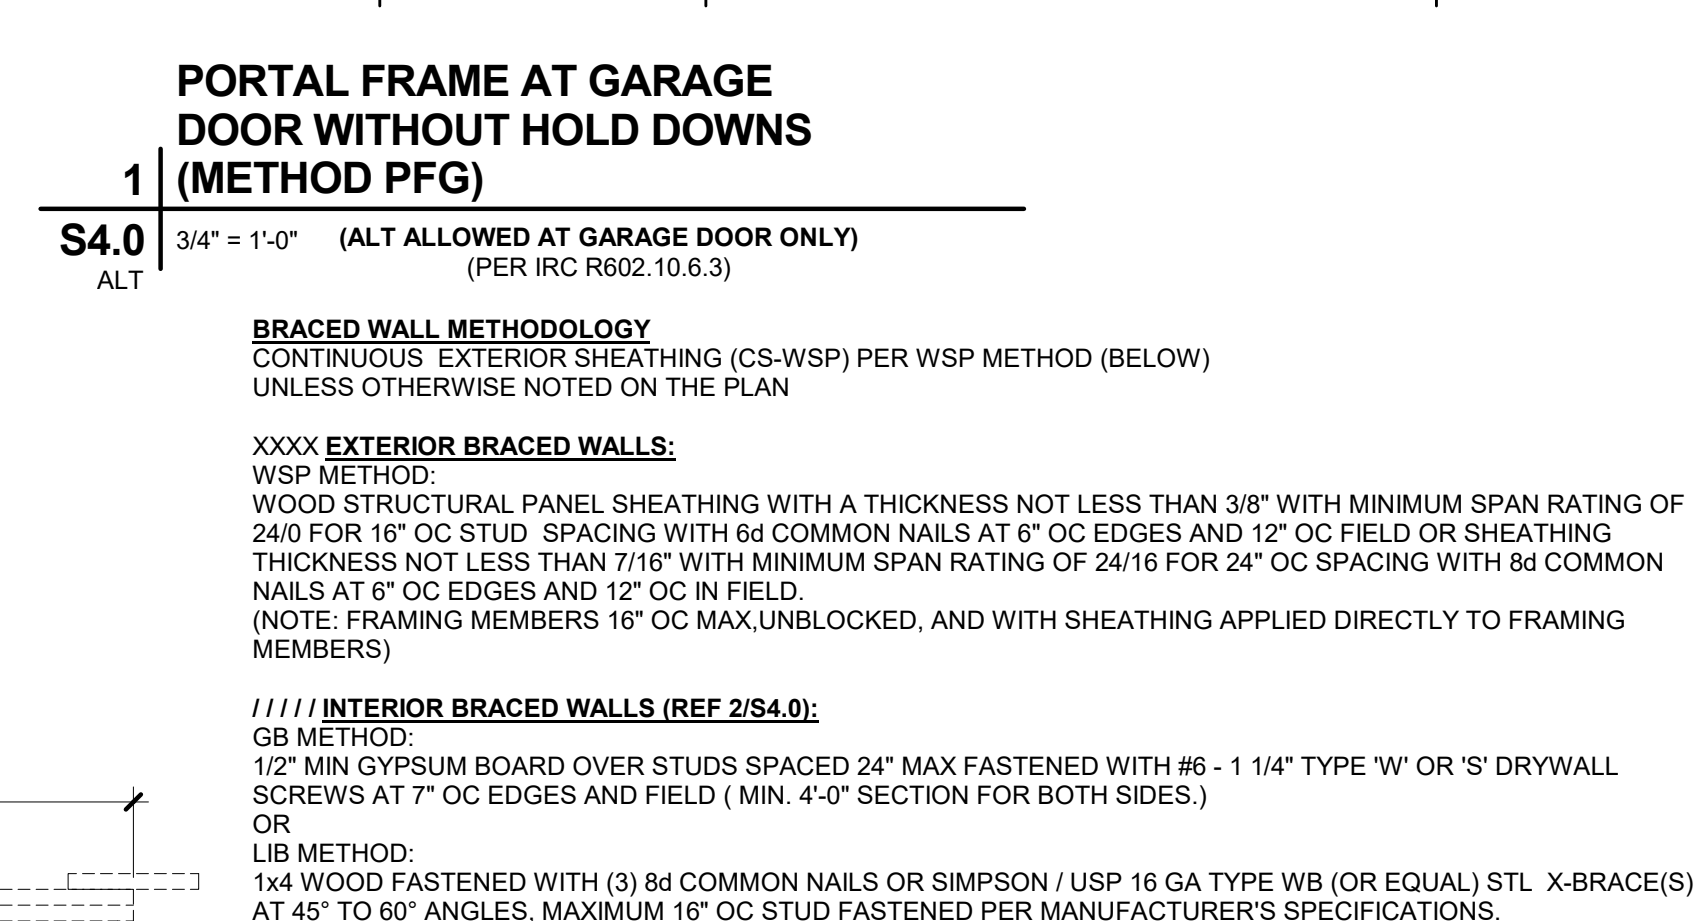 PORTAL FRAME AT GARAGE
DOOR WITHOUT HOLD DOWNS
1 (METHOD PFG)
S4.0 3/4" = 1'-0" (ALT ALLOWED AT GARAGE DOOR ONLY)
ALT (PER IRC R602.10.6.3)
BRACED WALL METHODOLOGY
CONTINUOUS EXTERIOR SHEATHING (CS-WSP) PER WSP METHOD (BELOW)
UNLESS OTHERWISE NOTED ON THE PLAN
XXXX EXTERIOR BRACED WALLS:
WSP METHOD:
WOOD STRUCTURAL PANEL SHEATHING WITH A THICKNESS NOT LESS THAN 3/8" WITH MINIMUM SPAN RATING OF
24/0 FOR 16" OC STUD SPACING WITH 6d COMMON NAILS AT 6" OC EDGES AND 12" OC FIELD OR SHEATHING
THICKNESS NOT LESS THAN 7/16" WITH MINIMUM SPAN RATING OF 24/16 FOR 24" OC SPACING WITH 8d COMMON
NAILS AT 6" OC EDGES AND 12" OC IN FIELD.
(NOTE: FRAMING MEMBERS 16" OC MAX,UNBLOCKED, AND WITH SHEATHING APPLIED DIRECTLY TO FRAMING
MEMBERS)
/ / / / / INTERIOR BRACED WALLS (REF 2/S4.0):
GB METHOD:
1/2" MIN GYPSUM BOARD OVER STUDS SPACED 24" MAX FASTENED WITH #6 - 1 1/4" TYPE 'W' OR 'S' DRYWALL
SCREWS AT 7" OC EDGES AND FIELD ( MIN. 4'-0" SECTION FOR BOTH SIDES.)
OR
LIB METHOD:
1x4 WOOD FASTENED WITH (3) 8d COMMON NAILS OR SIMPSON / USP 16 GA TYPE WB (OR EQUAL) STL X-BRACE(S)
AT 45° TO 60° ANGLES, MAXIMUM 16" OC STUD FASTENED PER MANUFACTURER'S SPECIFICATIONS.